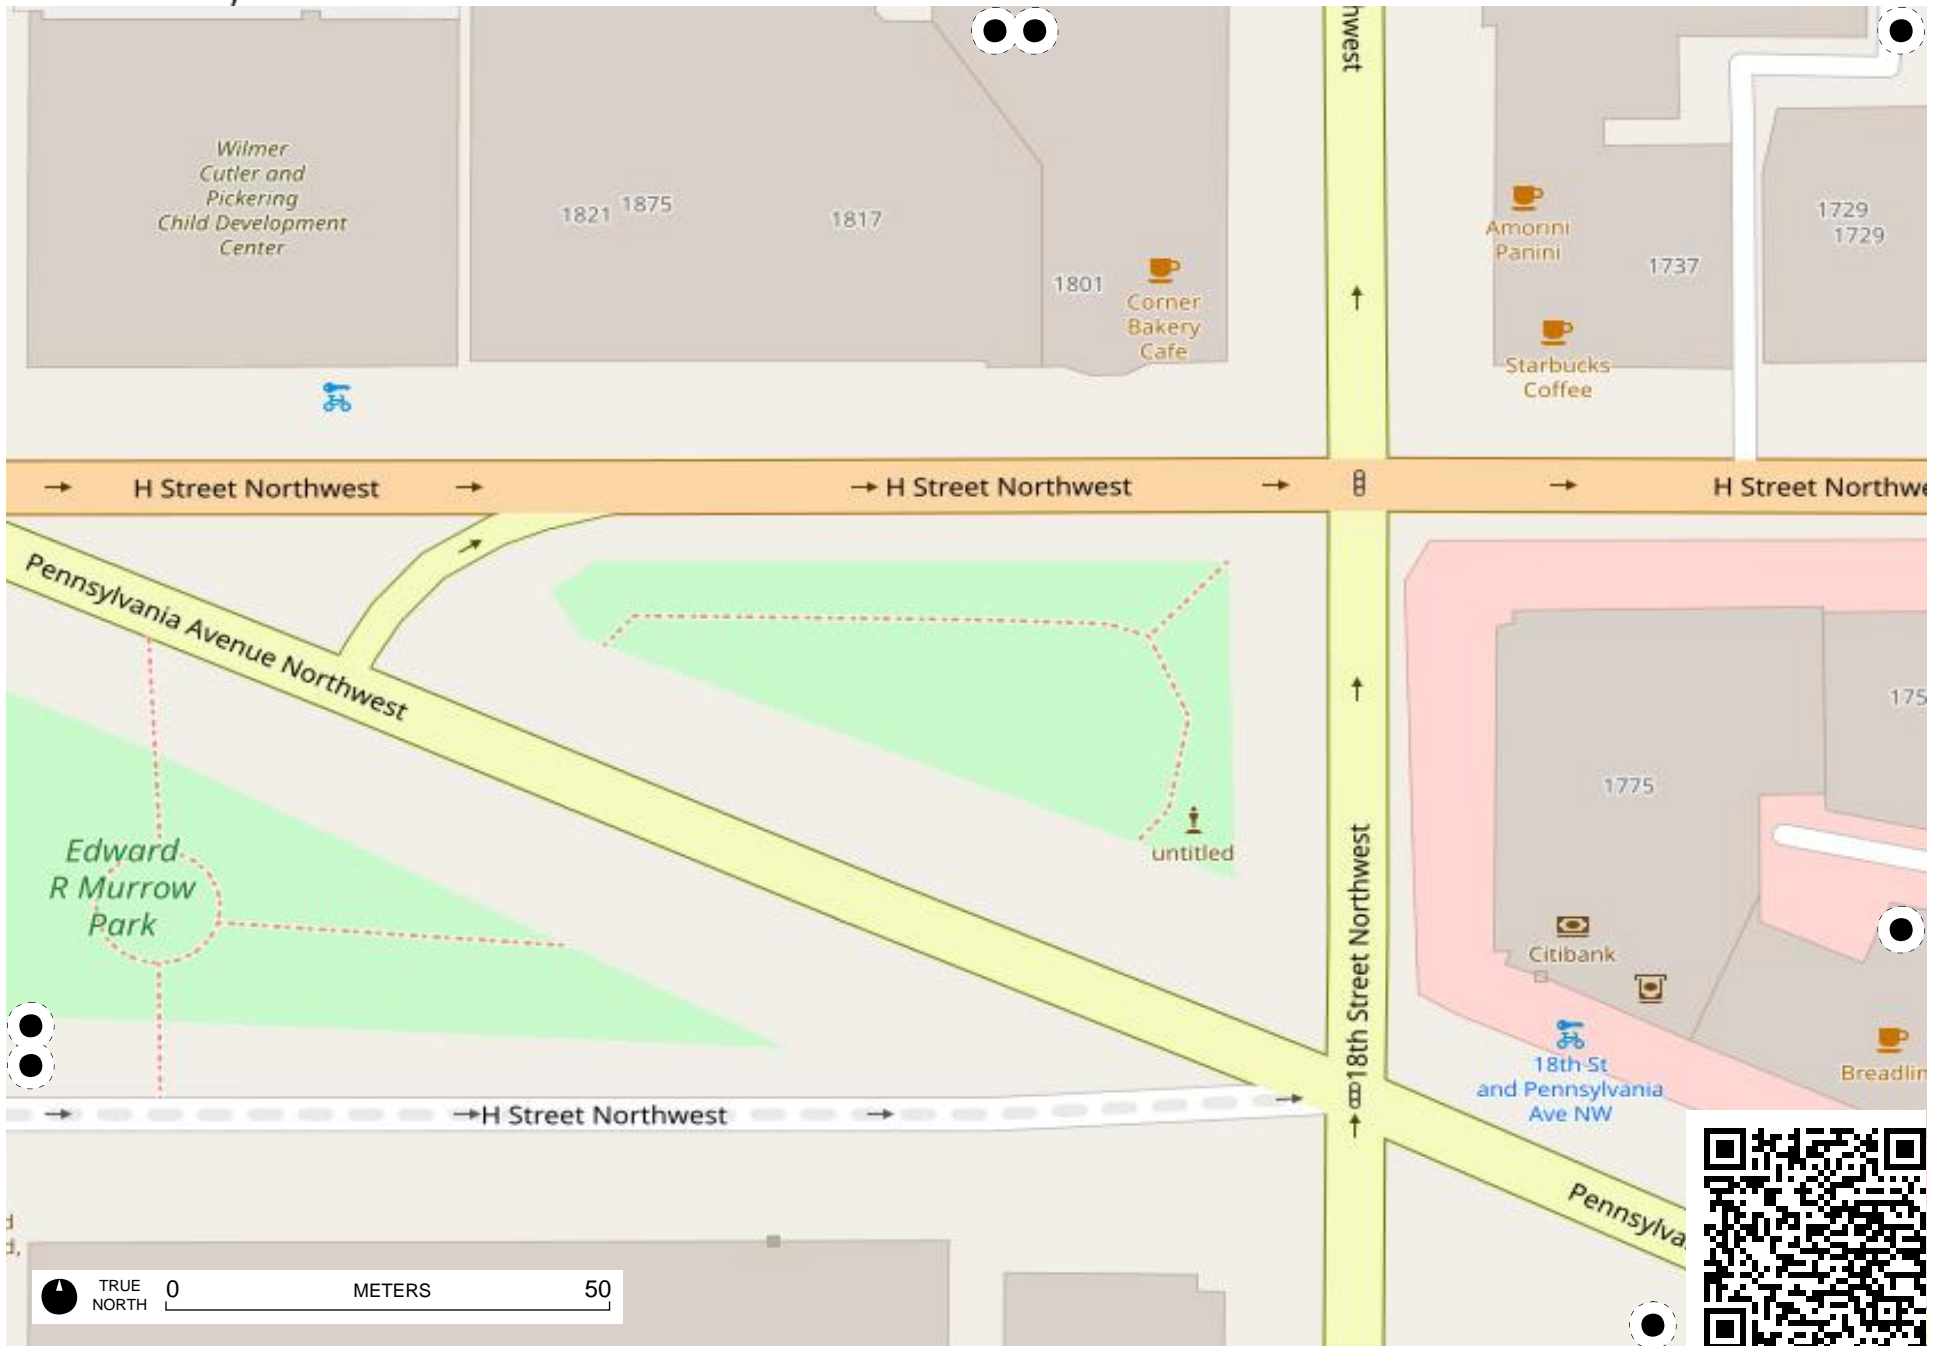 hwest
Wilmer
Cutler and
Pickering
Child Development
Center
1821
1875
1817
1801
Corner
Bakery
Cafe
Amorini
Panini
1737
1729
1729
Starbucks
Coffee
H Street Northwest
H Street Northwest
H Street Northwe
Pennsylvania Avenue Northwest
175
1775
untitled
18th Street Northwest
Edward
R Murrow
Park
Citibank
18th St
and Pennsylvania
Ave NW
Breadlin
H Street Northwest
Pennsylva
d
d,
TRUE
NORTH
0
METERS
50